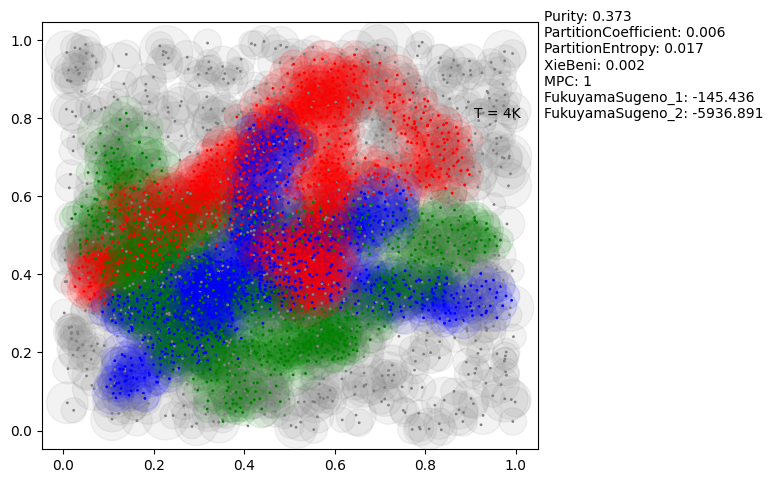 Purity: 0.373
PartitionCoefficient: 0.006
PartitionEntropy: 0.017
XieBeni: 0.002
MPC: 1
FukuyamaSugeno_1: -145.436
FukuyamaSugeno_2: -5936.891
T = 4K
1.0
0.8
0.6
0.4
0.2
0.0
0.0 0.2 0.4 0.6 0.8 1.0